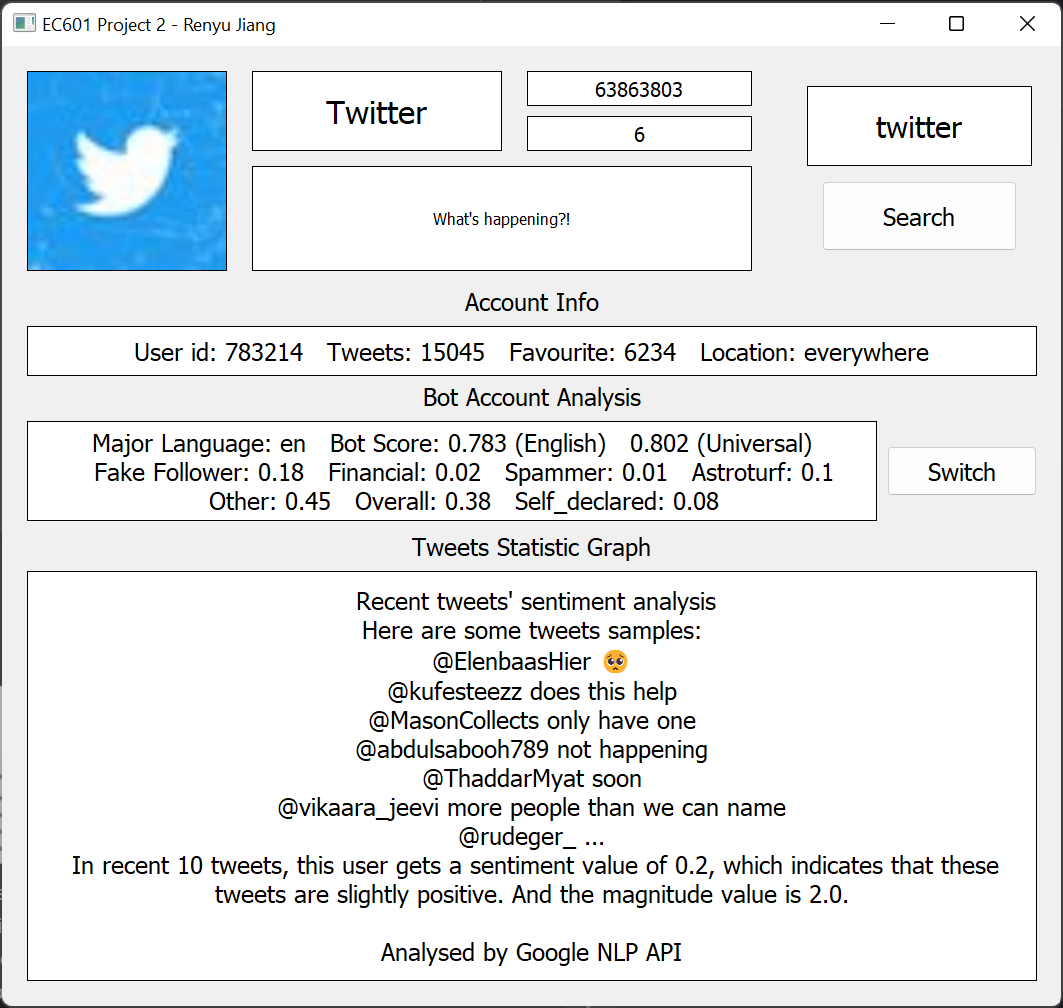 EC601 Project 2 - Renyu Jiang
Twitter
63863803
6
twitter
What's happening?!
Search
Account Info
User id: 783214 Tweets: 15045 Favourite: 6234 Location: everywhere
Bot Account Analysis
Major Language: en Bot Score: 0.783 (English) 0.802 (Universal)
Fake Follower: 0.18 Financial: 0.02 Spammer: 0.01 Astroturf: 0.1
Other: 0.45 Overall: 0.38 Self_declared: 0.08
Switch
Tweets Statistic Graph
Recent tweets' sentiment analysis
Here are some tweets samples:
@ElenbaasHier 🥺
@kufesteezz does this help
@MasonCollects only have one
@abdulsabooh789 not happening
@ThaddarMyat soon
@vikaara_jeevi more people than we can name
@rudeger_ ...
In recent 10 tweets, this user gets a sentiment value of 0.2, which indicates that these
tweets are slightly positive. And the magnitude value is 2.0.
Analysed by Google NLP API